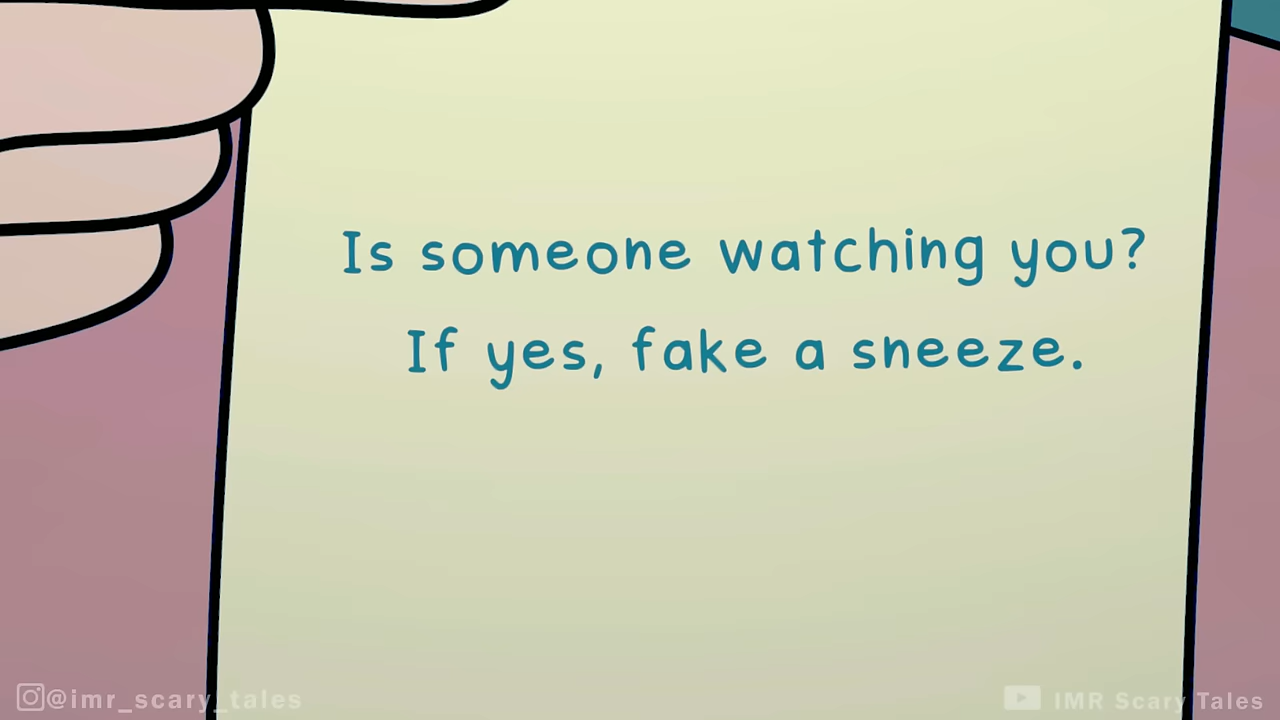 Is someone watching you?
If yes, fake a sneeze.
@imr_scary_tales
IMR Scary Tales